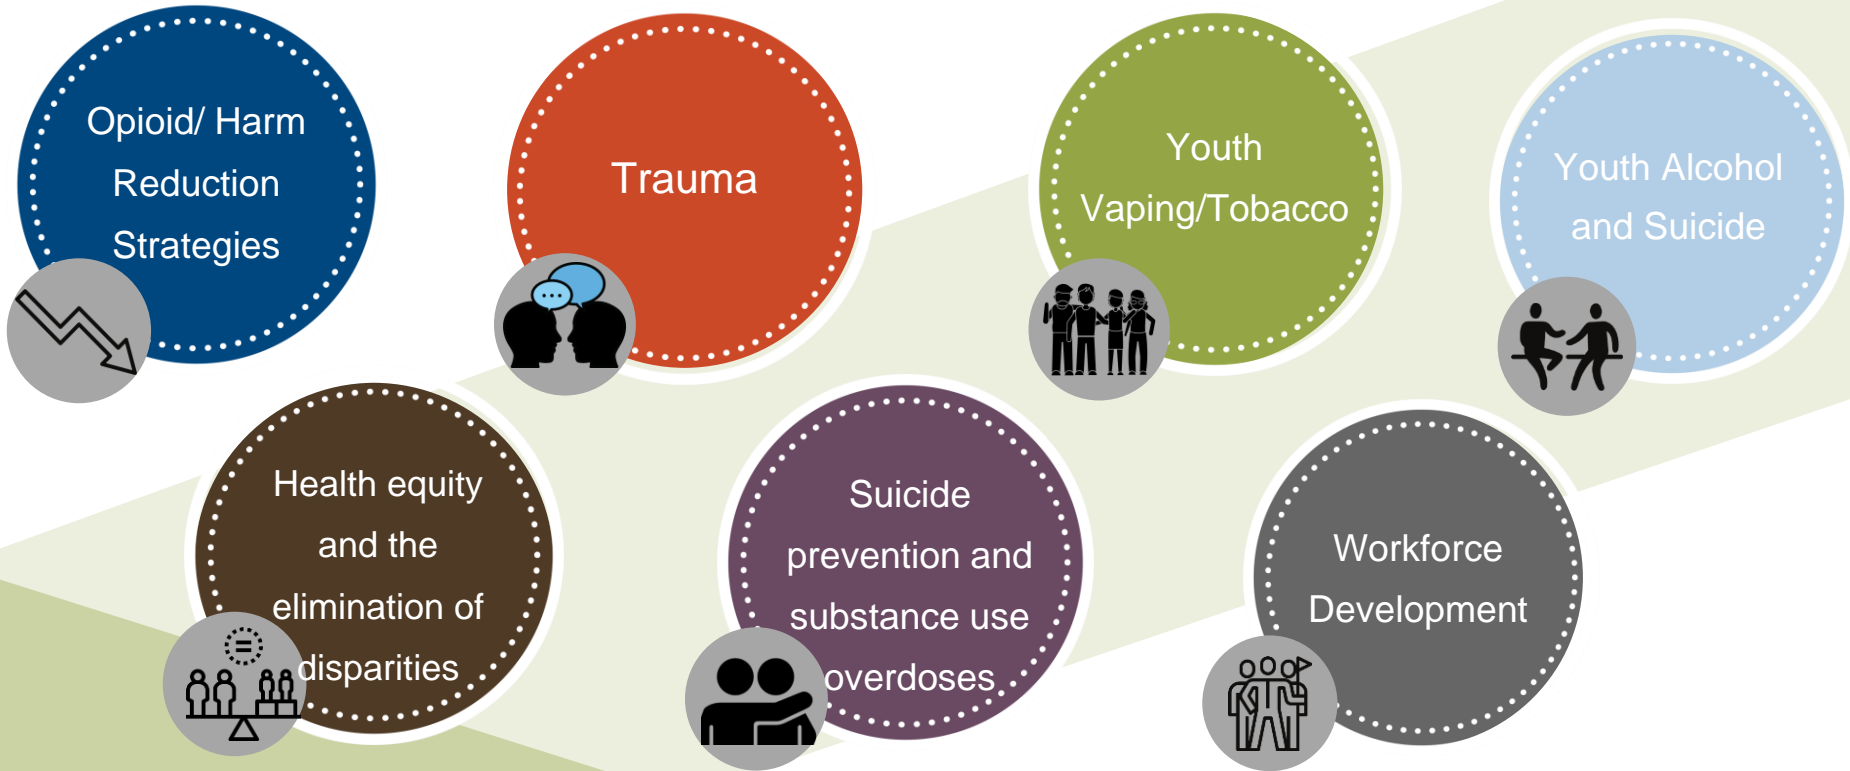 Opioid/ Harm
Reduction
Strategies
Trauma
Youth
Vaping/Tobacco
Youth Alcohol
and Suicide
Health equity
and the
elimination of
disparities
Suicide
prevention and
substance use
overdoses
Workforce
Development